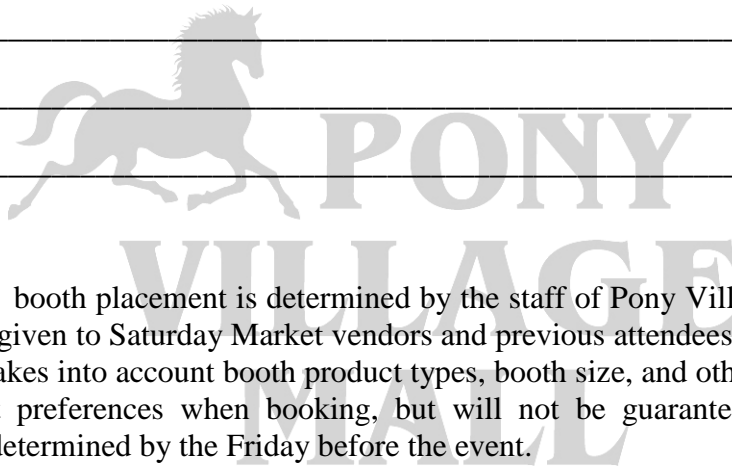 PONY
VILLAGE
booth placement is determined by the staff of Pony Vill
given to Saturday Market vendors and previous attendees
akes into account booth product types, booth size, and oth
preferences when booking, but will not be guarante
determined by the Friday before the event.
MALL